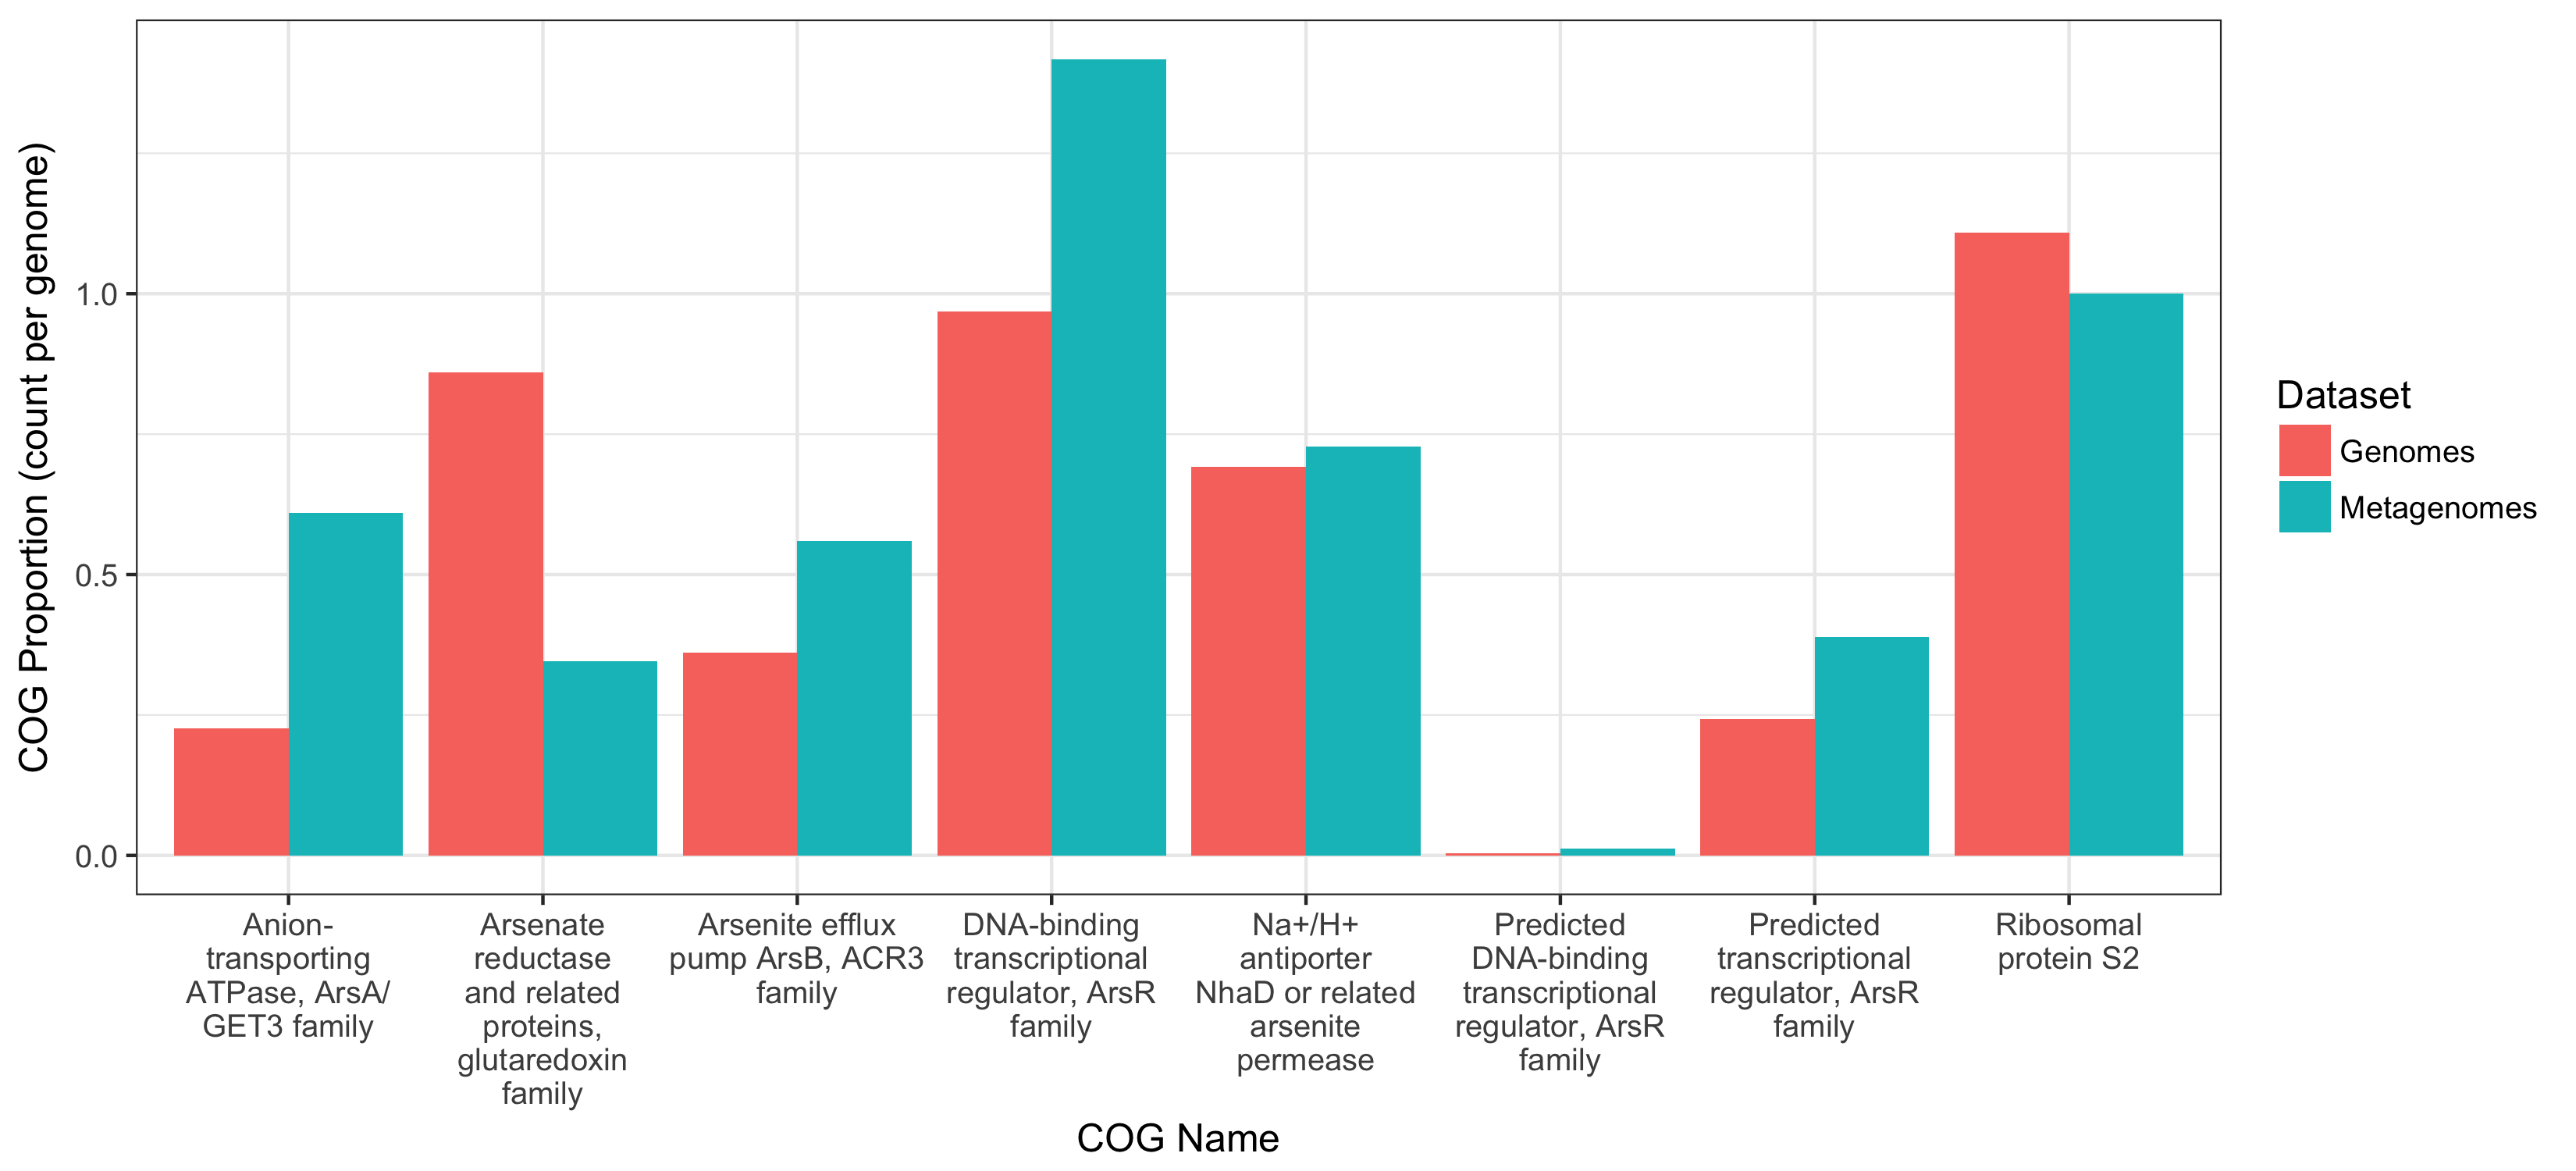 COG Proportion (count per genome)
1.0
0.5
0.0
Anion-
transporting
ATPase, ArsA/
GET3 family
Arsenate
reductase
and related
proteins,
glutaredoxin
family
Arsenite efflux
pump ArsB, ACR3
family
DNA-binding
transcriptional
regulator, ArsR
family
Na+/H+
antiporter
NhaD or related
arsenite
permease
Predicted
DNA-binding
transcriptional
regulator, ArsR
family
Predicted
transcriptional
regulator, ArsR
family
Ribosomal
protein S2
COG Name
Dataset
Genomes
Metagenomes